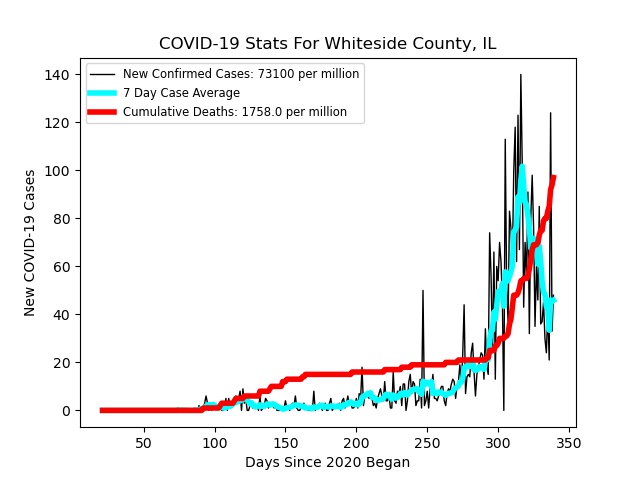 COVID-19 Stats For Whiteside County, IL
New Confirmed Cases: 73100 per million
7 Day Case Average
Cumulative Deaths: 1758.0 per million
New COVID-19 Cases
140
120
100
80
60
40
20
0
50 100 150 200 250 300 350
Days Since 2020 Began